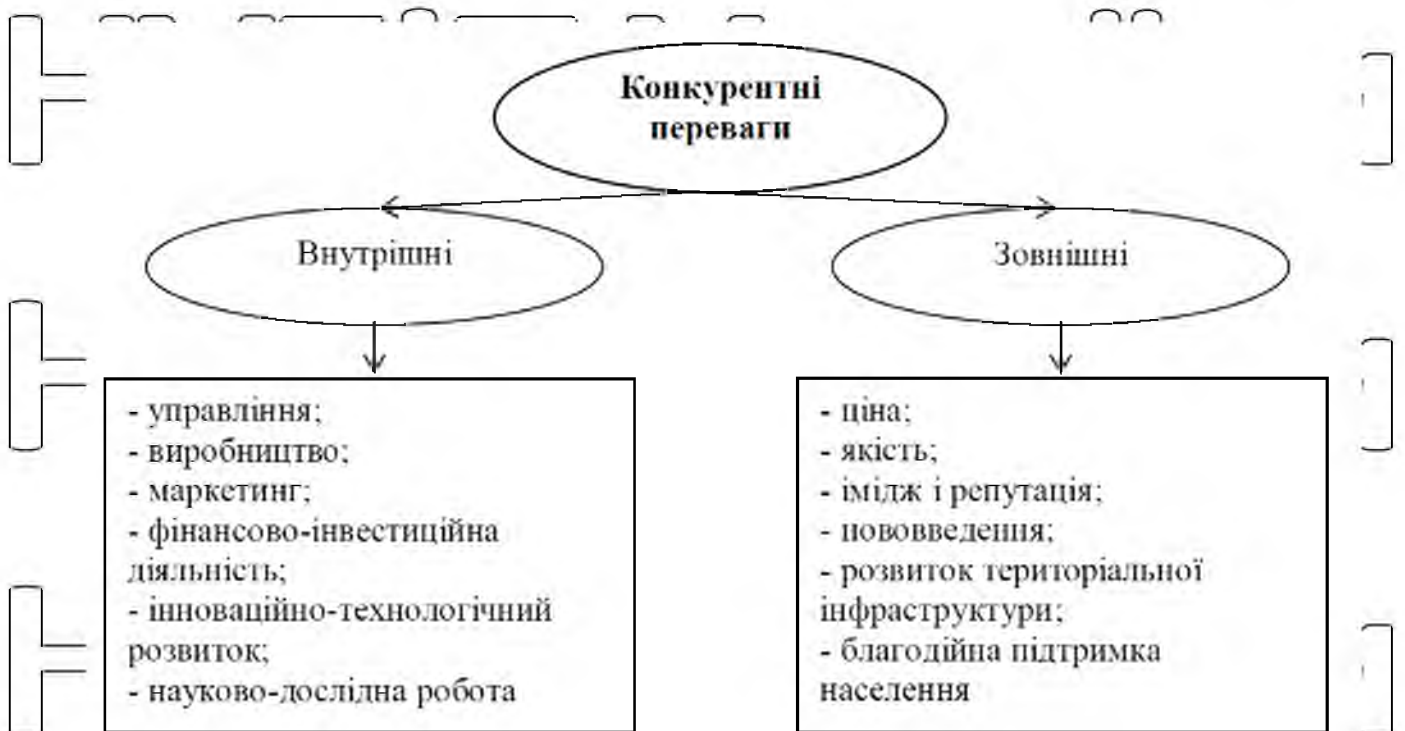 Конкурентні
переваги
Внутрішні
Зовнішні
- управління;
- виробництво;
- маркетинг;
- фінансово-інвестиційна
діяльність;
- інноваційно-технологічний
розвиток;
- науково-дослідна робота
- ціна;
- якість;
- імідж і репутація;
- нововведення;
- розвиток територіальної
інфраструктури;
- благодійна підтримка
населення